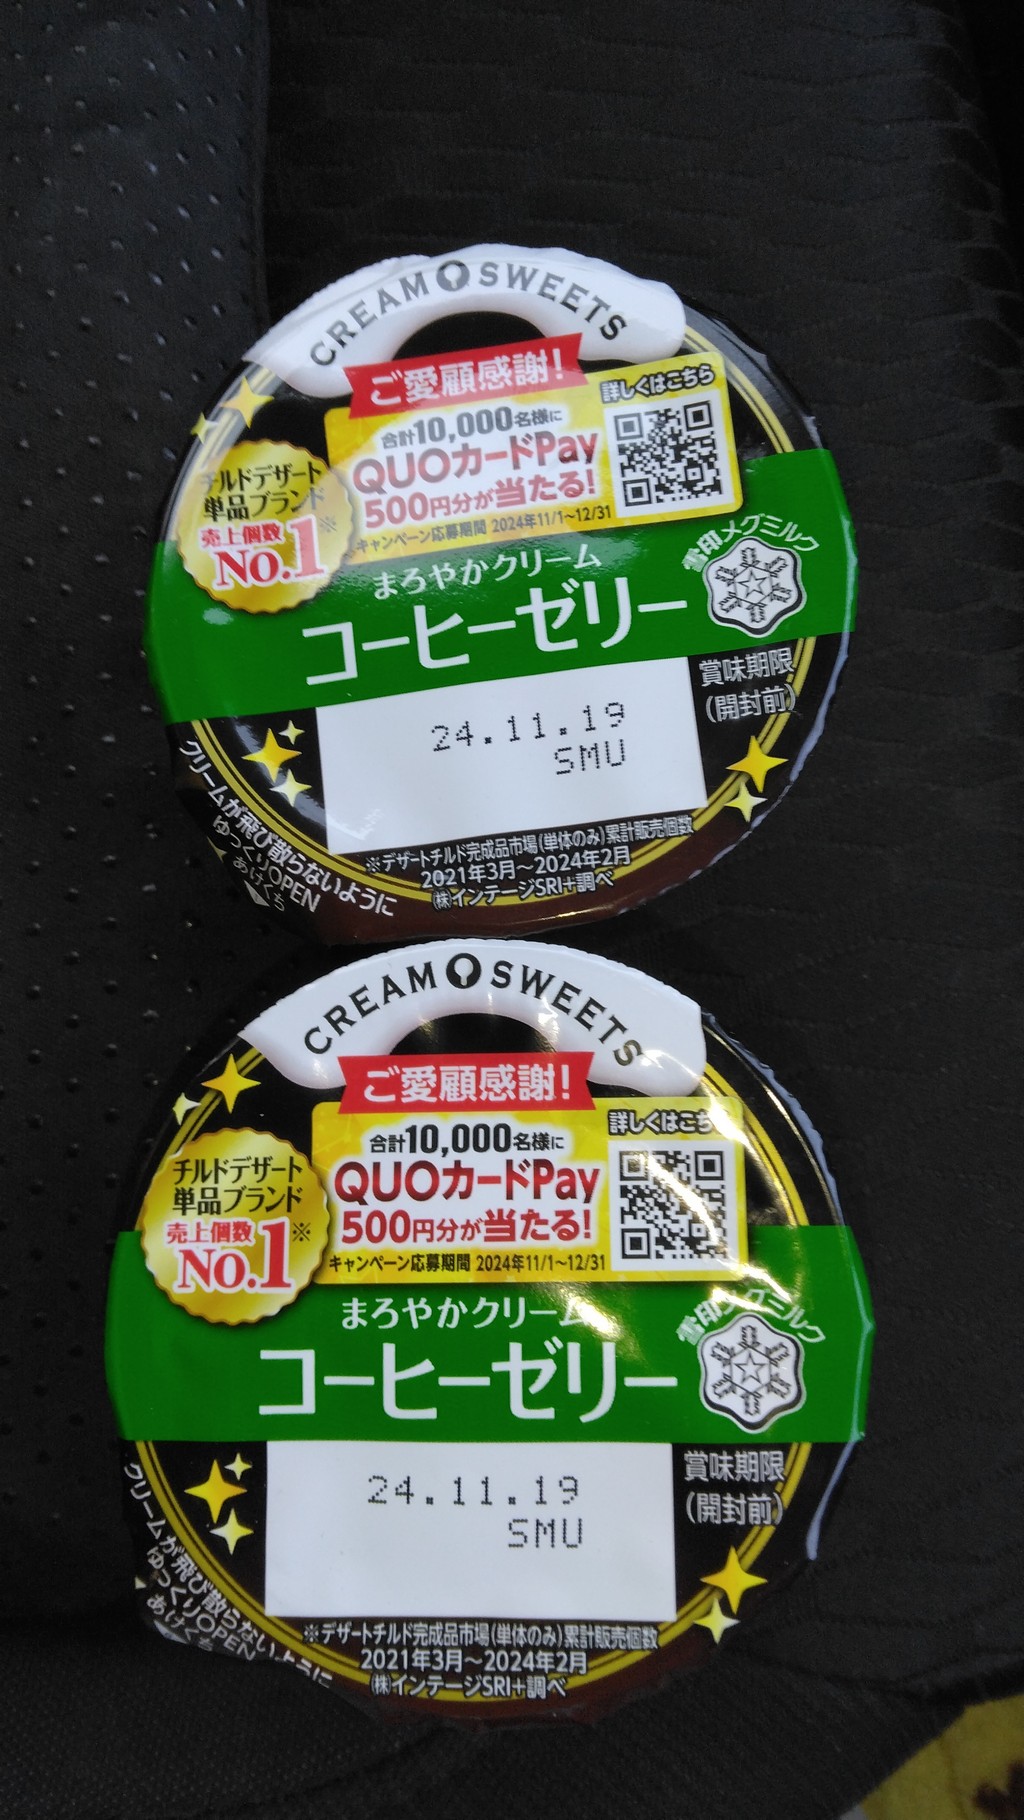 CREAM SWEETS
ご愛顧感謝!
詳しくはこちら
合計10,000名様に
QUOカードPay
500円分が当たる!
キャンペーン応募期間 2024年11/1~12/31
チルドデザート
単品ブランド
売上個数
No.1※
まろやかクリーム
コーヒーゼリー
雪印メグミルク
賞味期限
(開封前)
24.11.19
SMU
※デザートチルド完成品市場(単体のみ)累計販売個数
2021年3月~2024年2月
㈱インテージSRI+調べ
クリームが飛び散らないように
ゆっくりOPEN
あけくち
CREAM SWEETS
ご愛顧感謝!
詳しくはこちら
合計10,000名様に
QUOカードPay
500円分が当たる!
キャンペーン応募期間 2024年11/1~12/31
チルドデザート
単品ブランド
売上個数
No.1※
まろやかクリーム
コーヒーゼリー
雪印メグミルク
賞味期限
(開封前)
24.11.19
SMU
※デザートチルド完成品市場(単体のみ)累計販売個数
2021年3月~2024年2月
㈱インテージSRI+調べ
クリームが飛び散らないように
ゆっくりOPEN
あけくち